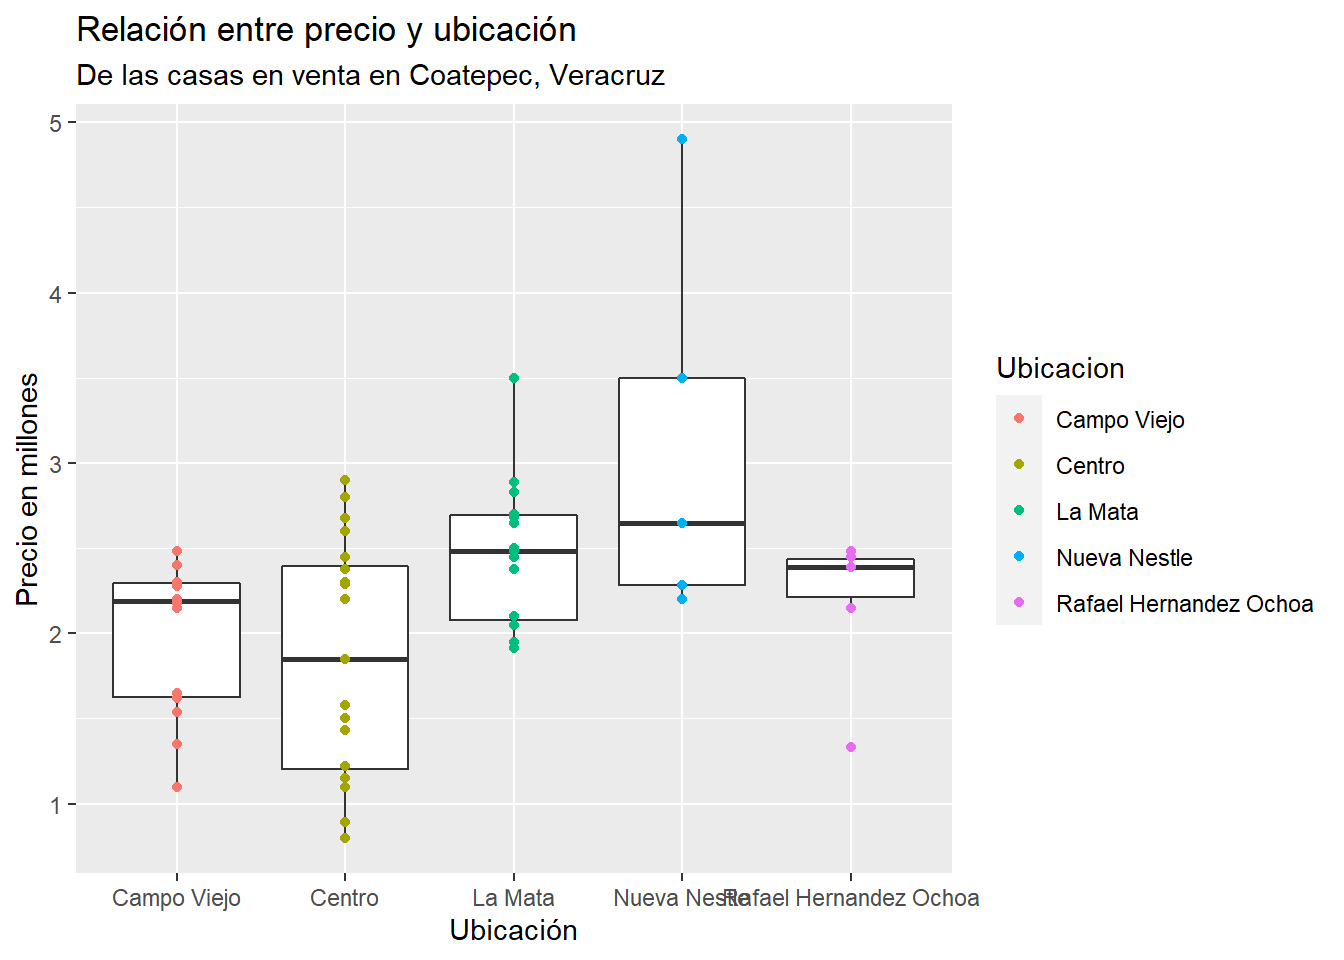 Relación entre precio y ubicación
De las casas en venta en Coatepec, Veracruz
5
4
3
2
1
Precio en millones
Campo Viejo
Centro
La Mata
Nueva Nestle
Rafael Hernandez Ochoa
Ubicación
Ubicacion
Campo Viejo
Centro
La Mata
Nueva Nestle
Rafael Hernandez Ochoa